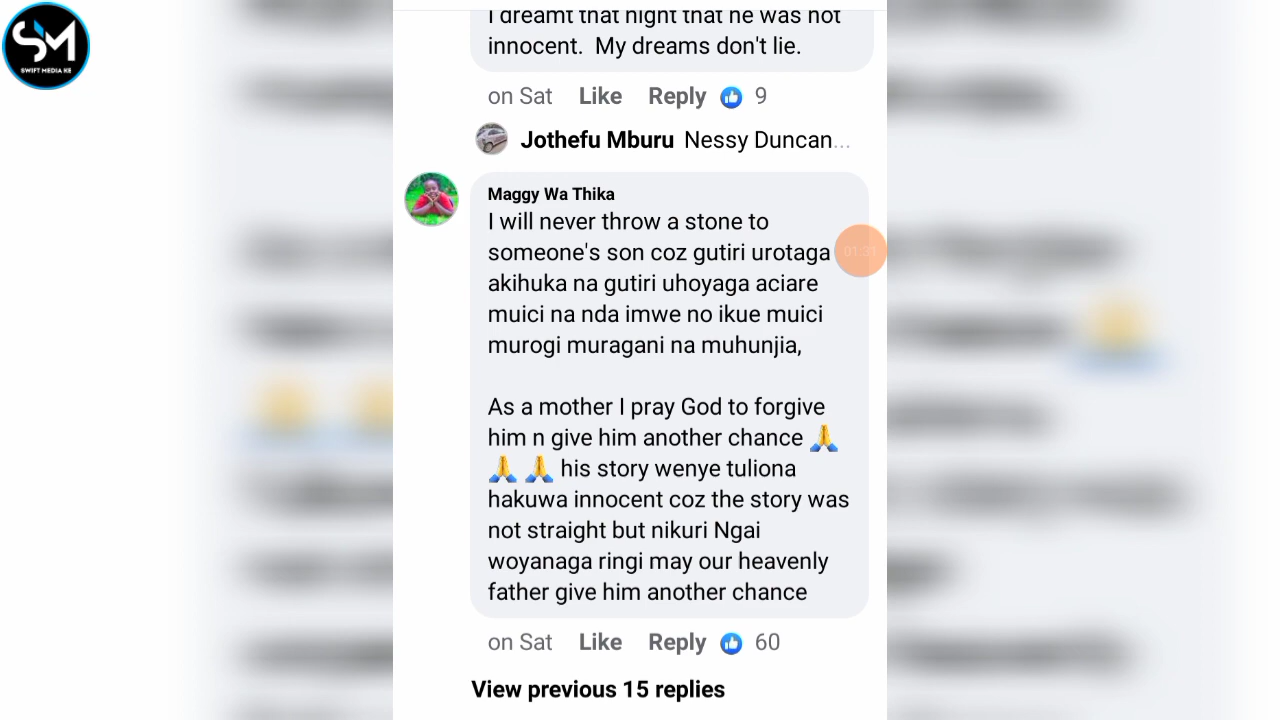 SM
SWIFT MEDIA KE
I dreamt that night that he was not
innocent. My dreams don't lie.
on Sat Like Reply 9
Jothefu Mburu Nessy Duncan...
Maggy Wa Thika
I will never throw a stone to
someone's son coz gutiri urotaga
01:31
akihuka na gutiri uhoyaga aciare
muici na nda imwe no ikue muici
murogi muragani na muhunjia,
As a mother I pray God to forgive
him n give him another chance 🙏
🙏 🙏 his story wenye tuliona
hakuwa innocent coz the story was
not straight but nikuri Ngai
woyanaga ringi may our heavenly
father give him another chance
on Sat Like Reply 60
View previous 15 replies